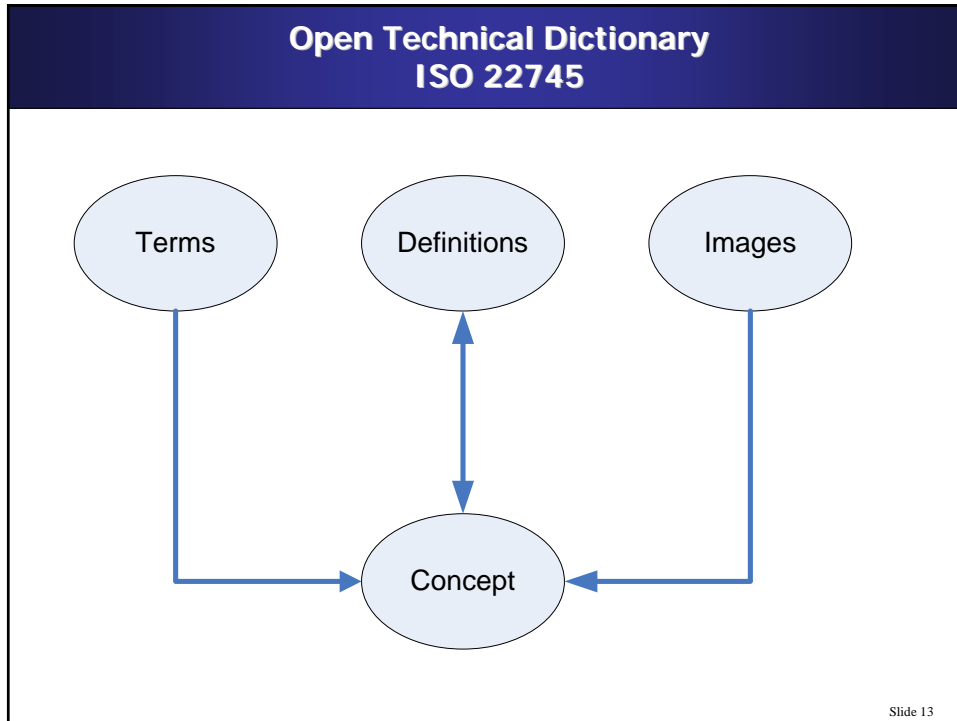 Open Technical Dictionary
ISO 22745
Terms
Definitions
Images
Concept
Slide 13